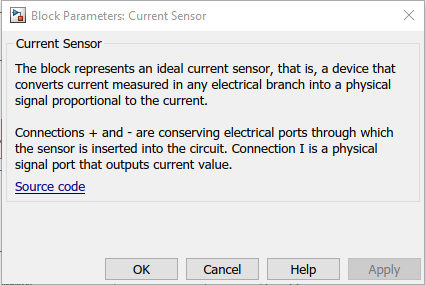 Block Parameters: Current Sensor
Current Sensor
The block represents an ideal current sensor, that is, a device that
converts current measured in any electrical branch into a physical
signal proportional to the current.
Connections + and - are conserving electrical ports through which
the sensor is inserted into the circuit. Connection I is a physical
signal port that outputs current value.
Source code
OK Cancel Help Apply